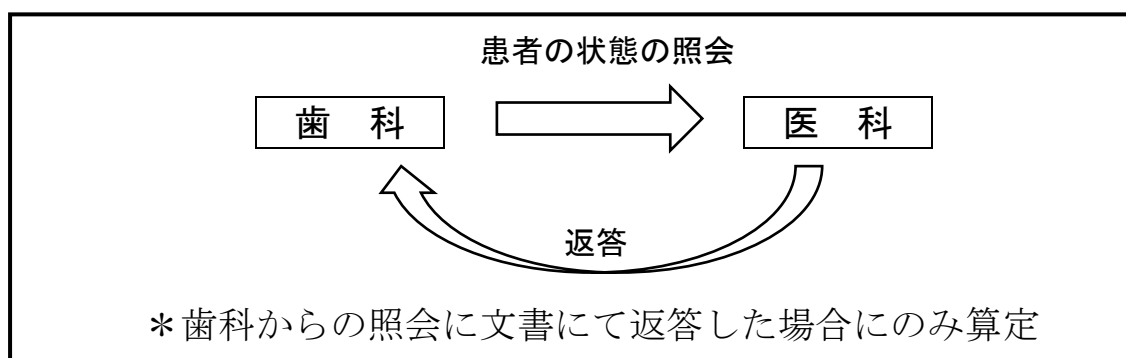 患者の状態の照会
歯　科
医　科
返答
＊歯科からの照会に文書にて返答した場合にのみ算定